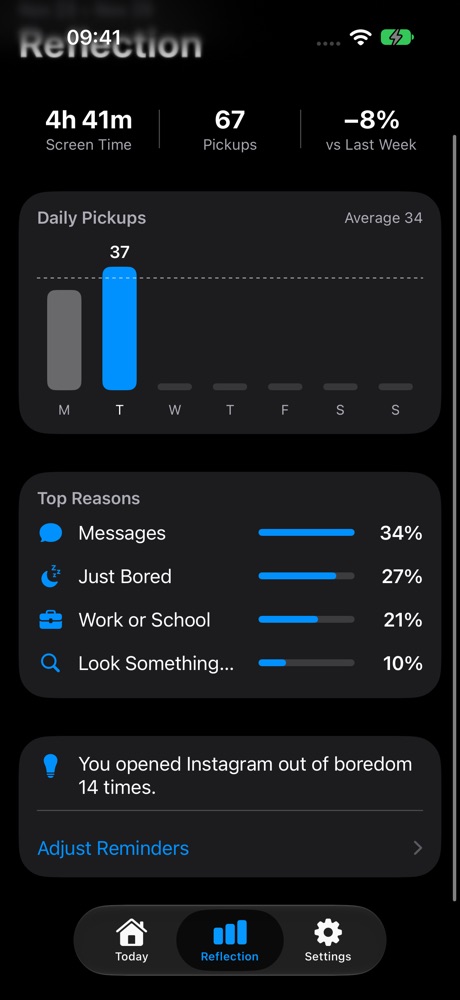 09:41
Reflection
4h 41m
Screen Time
67
Pickups
–8%
vs Last Week
Daily Pickups
Average 34
37
M T W T F S S
Top Reasons
Messages 34%
Just Bored 27%
Work or School 21%
Look Something... 10%
You opened Instagram out of boredom
14 times.
Adjust Reminders
Today
Reflection
Settings